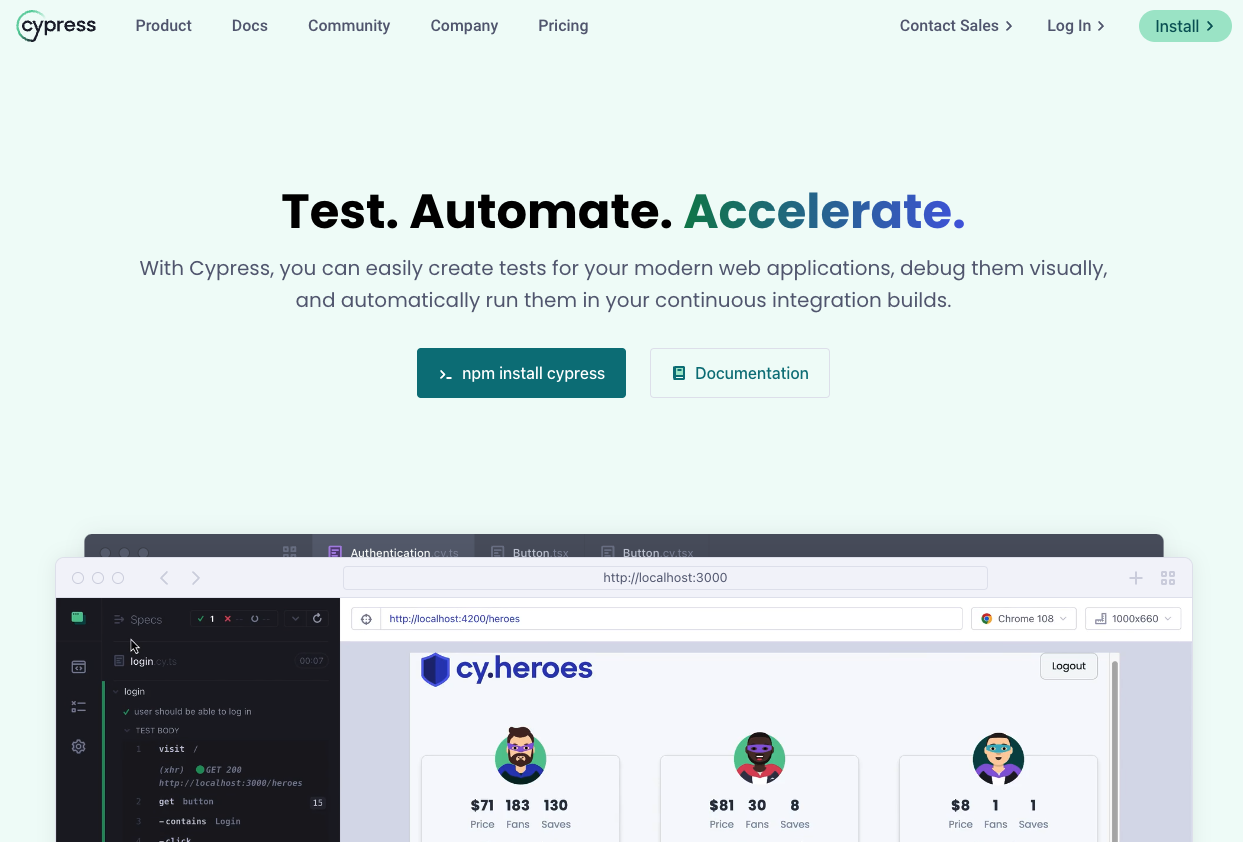 cypress Product Docs Community Company Pricing Contact Sales Log In Install
Test. Automate. Accelerate.
With Cypress, you can easily create tests for your modern web applications, debug them visually,
and automatically run them in your continuous integration builds.
npm install cypress Documentation
Authentication.cy.ts Button.tsx Button.cy.tsx
http://localhost:3000
Specs 1 -- --
http://localhost:4200/heroes Chrome 108 1000x660
login.cy.ts 00:07
cy.heroes Logout
login
user should be able to log in
TEST BODY
1 visit /
(xhr) GET 200
http://localhost:3000/heroes
2 get button 15
3 -contains Login
4 -click
$71 183 130
Price Fans Saves
$81 30 8
Price Fans Saves
$8 1 1
Price Fans Saves